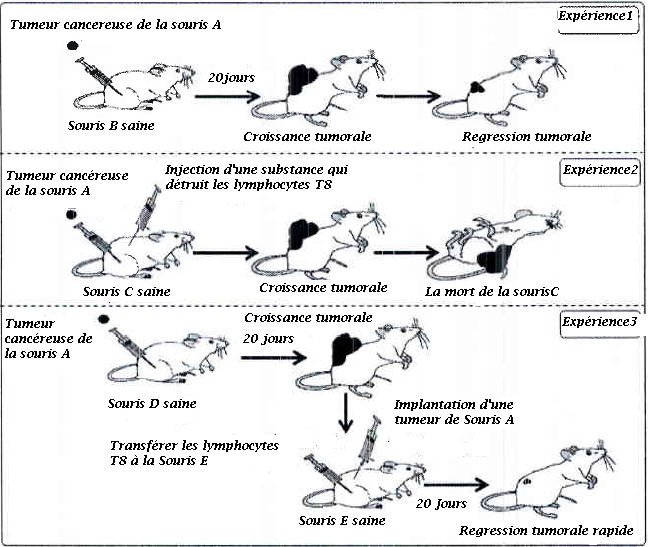 Tumeur cancereuse de la souris A
Expérience1
20jours
Souris B saine
Croissance tumorale
Regression tumorale
Tumeur cancéreuse
de la souris A
Injection d'une substance qui
détruit les lymphocytes T8
Expérience2
Souris C saine
Croissance tumorale
La mort de la sourisC
Tumeur
cancéreuse de
la souris A
Croissance tumorale
20 jours
Expérience3
Souris D saine
Implantation d'une
tumeur de Souris A
Transférer les lymphocytes
T8 à la Souris E
20 Jours
Souris E saine
Regression tumorale rapide